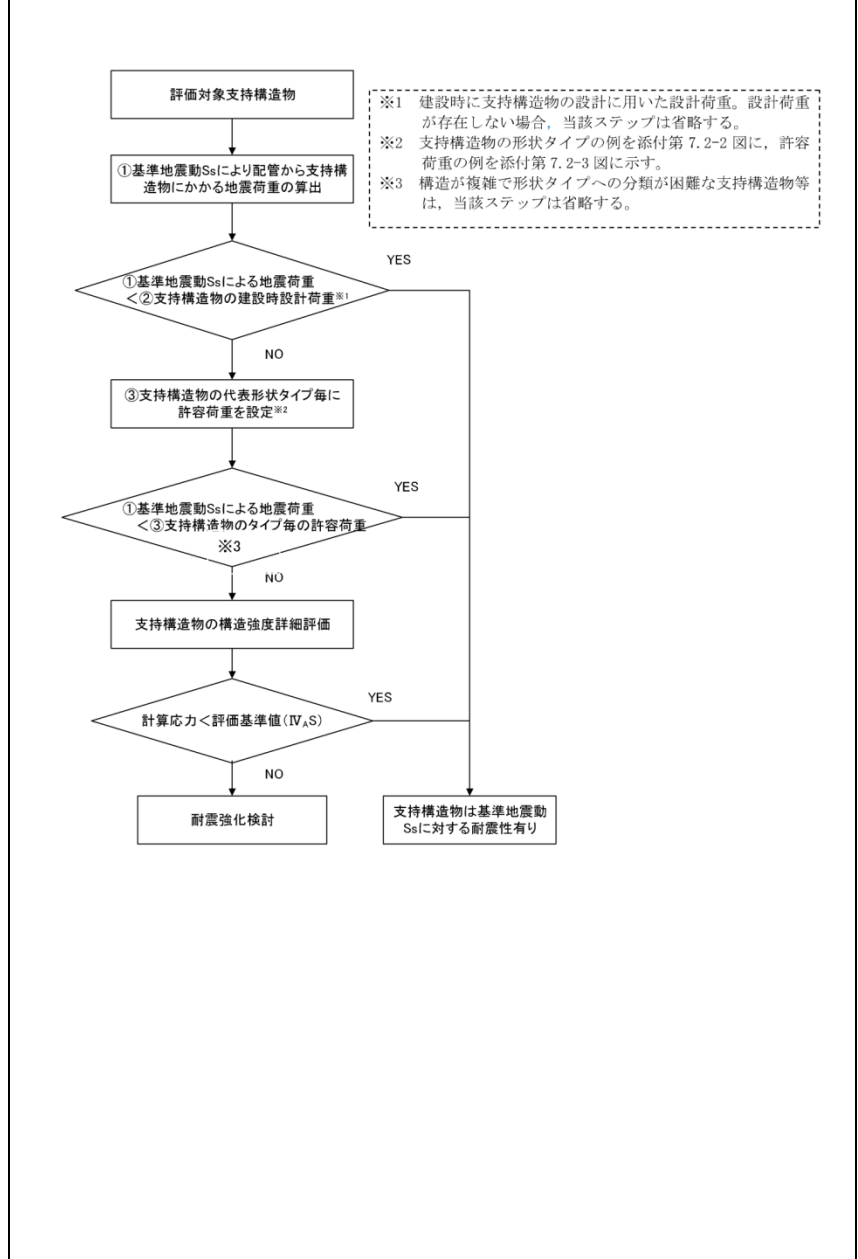 評価対象支持構造物
※1 建設時に支持構造物の設計に用いた設計荷重。設計荷重
が存在しない場合，当該ステップは省略する。
※2 支持構造物の形状タイプの例を添付第 7.2-2 図に，許容
荷重の例を添付第 7.2-3 図に示す。
※3 構造が複雑で形状タイプへの分類が困難な支持構造物等
は，当該ステップは省略する。
①基準地震動Ssにより配管から支持構
造物にかかる地震荷重の算出
①基準地震動Ssによる地震荷重
＜②支持構造物の建設時設計荷重※1
YES
NO
③支持構造物の代表形状タイプ毎に
許容荷重を設定※2
①基準地震動Ssによる地震荷重
＜③支持構造物のタイプ毎の許容荷重
※3
YES
NO
支持構造物の構造強度詳細評価
計算応力＜評価基準値(ⅣAS)
YES
NO
耐震強化検討
支持構造物は基準地震動
Ssに対する耐震性有り